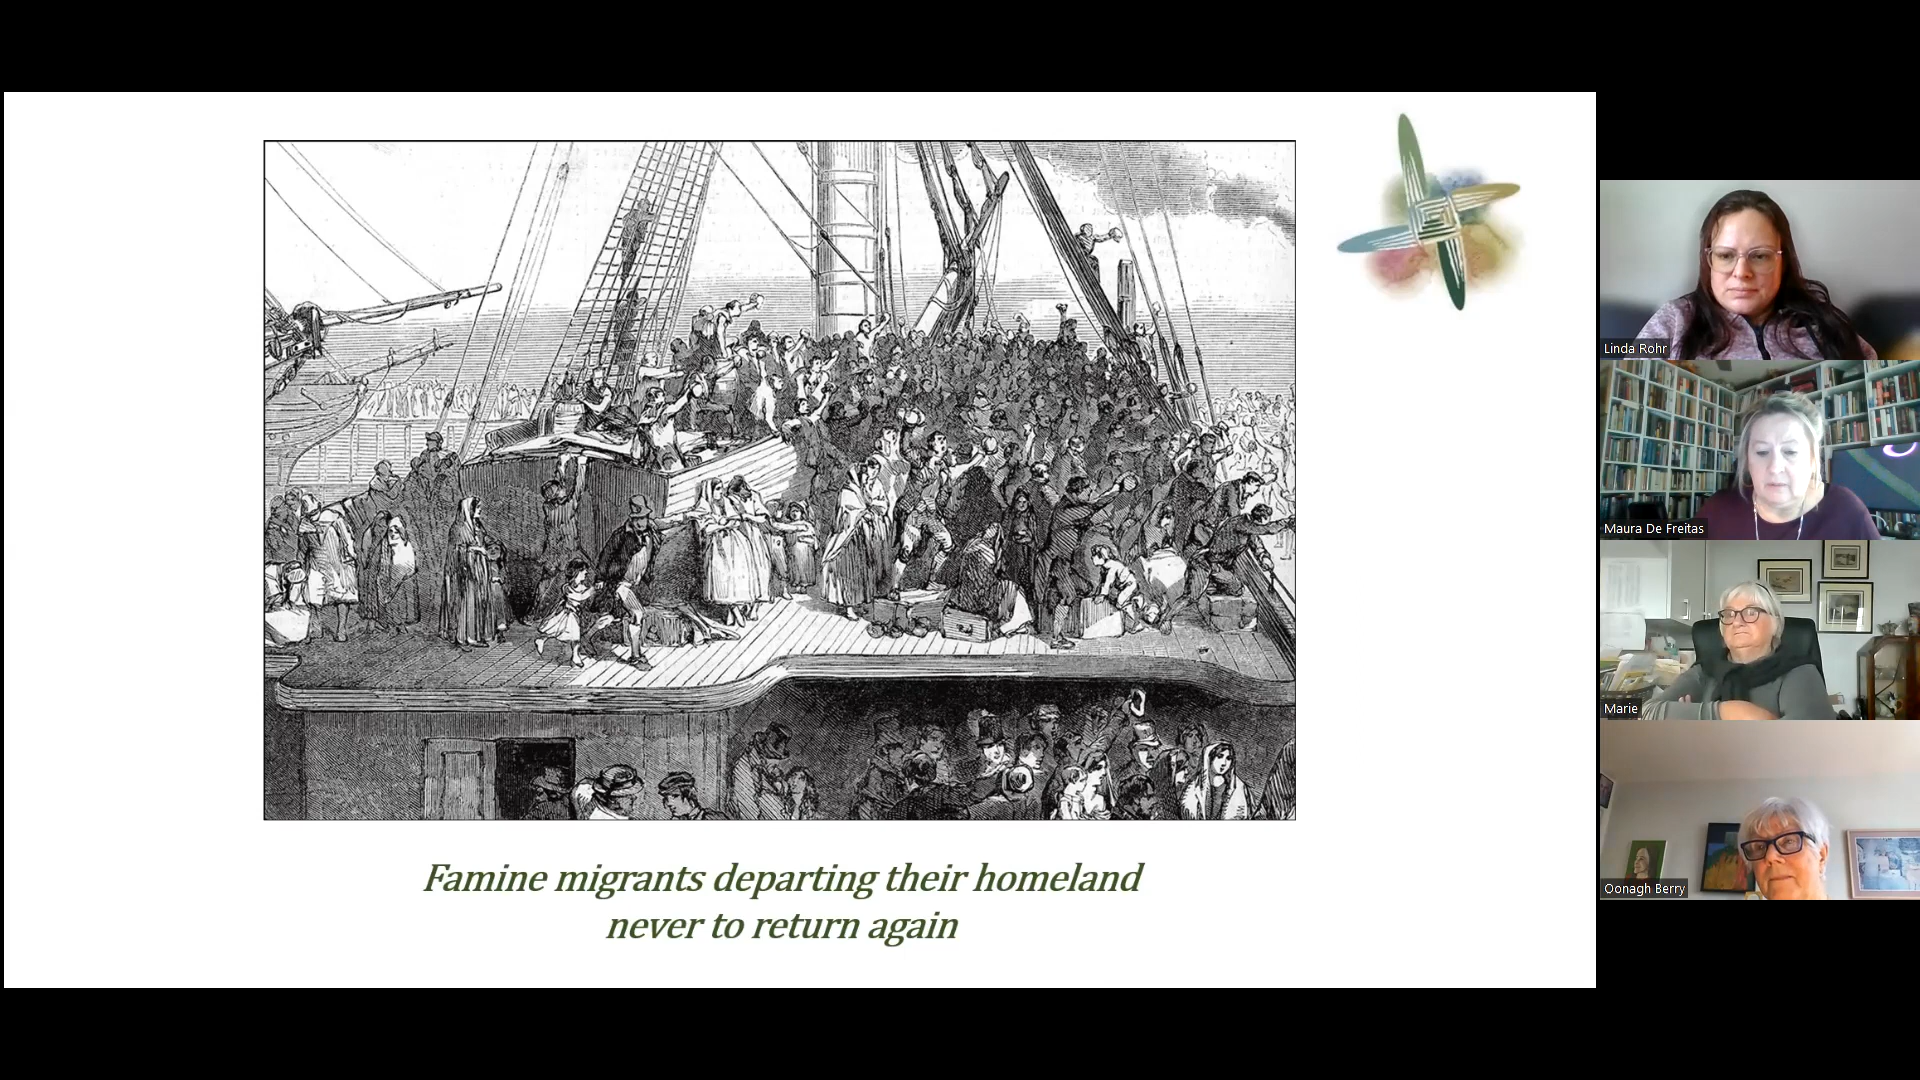 Famine migrants departing their homeland
never to return again
Linda Rohr
Maura De Freitas
Marie
Oonagh Berry